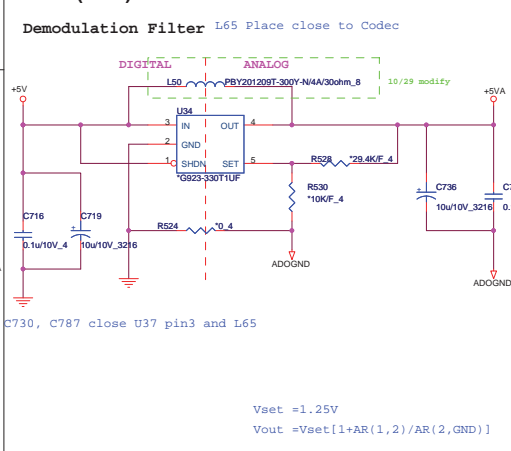 Demodulation Filter
L65 Place close to Codec
DIGITAL
ANALOG
L50
PBY201209T-300Y-N/4A/30ohm_8
10/29 modify
+5V
+5VA
U34
3
IN
OUT
4
2
GND
1
SHDN
SET
5
*G923-330T1UF
R528
*29.4K/F_4
R530
*10K/F_4
C736
10u/10V_3216
0.
C716
0.1u/10V_4
C719
10u/10V_3216
R524
*0_4
ADOGND
ADOGND
C730, C787 close U37 pin3 and L65
Vset =1.25V
Vout =Vset[1+AR(1,2)/AR(2,GND)]